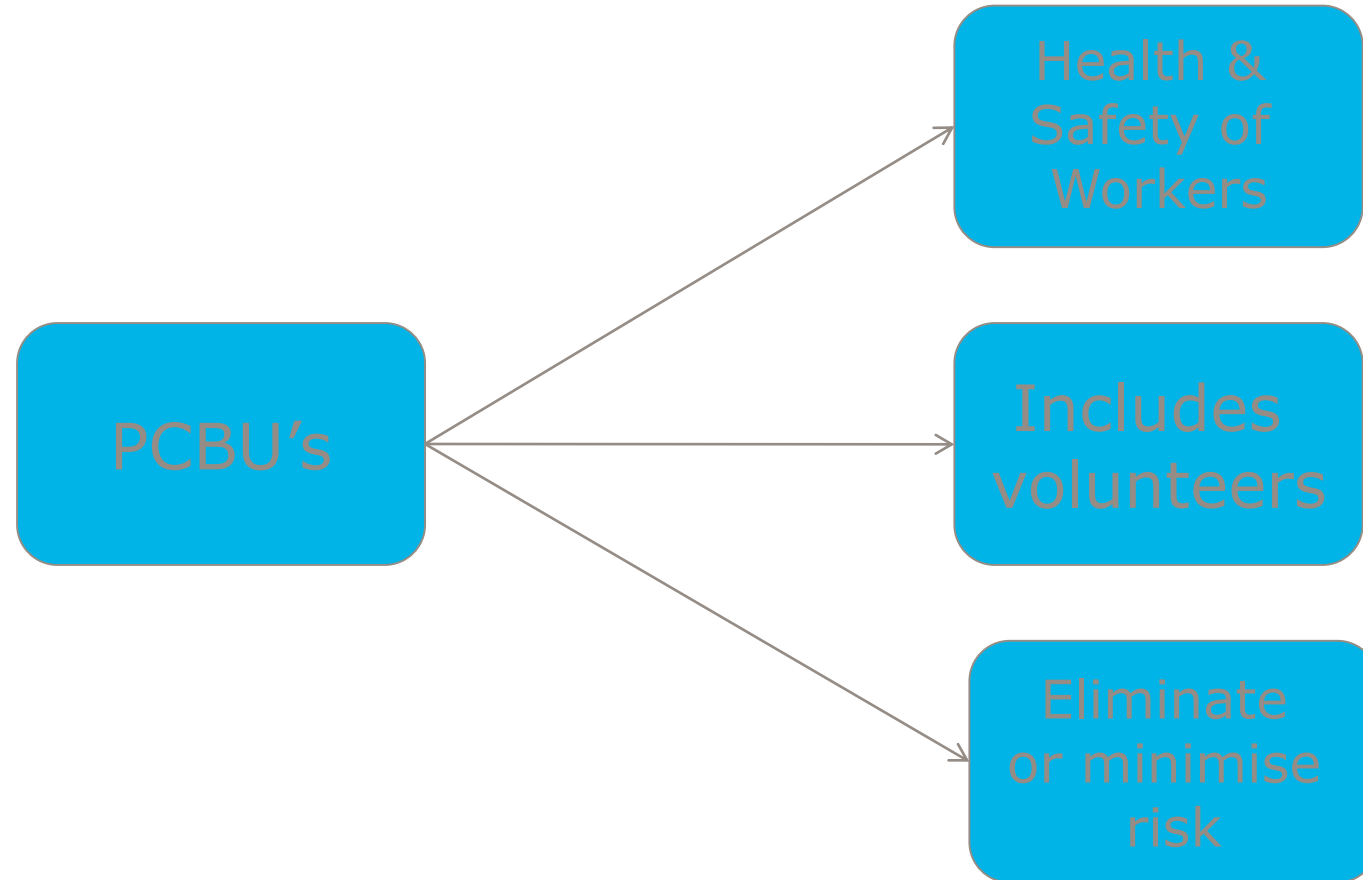 Health &
Safety of
Workers
PCBU’s
Includes
volunteers
Eliminate
or minimise
risk